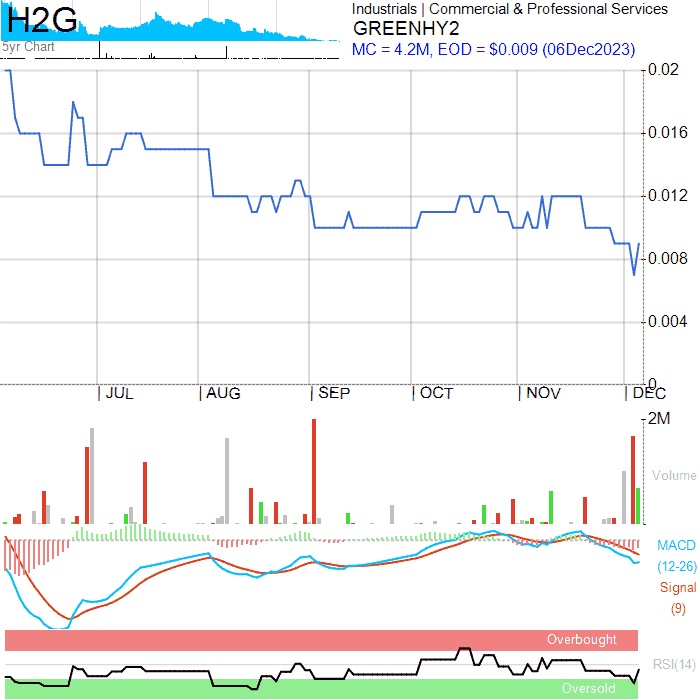 H2G
5yr Chart
Industrials | Commercial & Professional Services
GREENHY2
MC = 4.2M, EOD = $0.009 (06Dec2023)
0.02
0.016
0.012
0.008
0.004
0
JUL
AUG
SEP
OCT
NOV
DEC
2M
Volume
MACD
(12-26)
Signal
(9)
Overbought
RSI(14)
Oversold